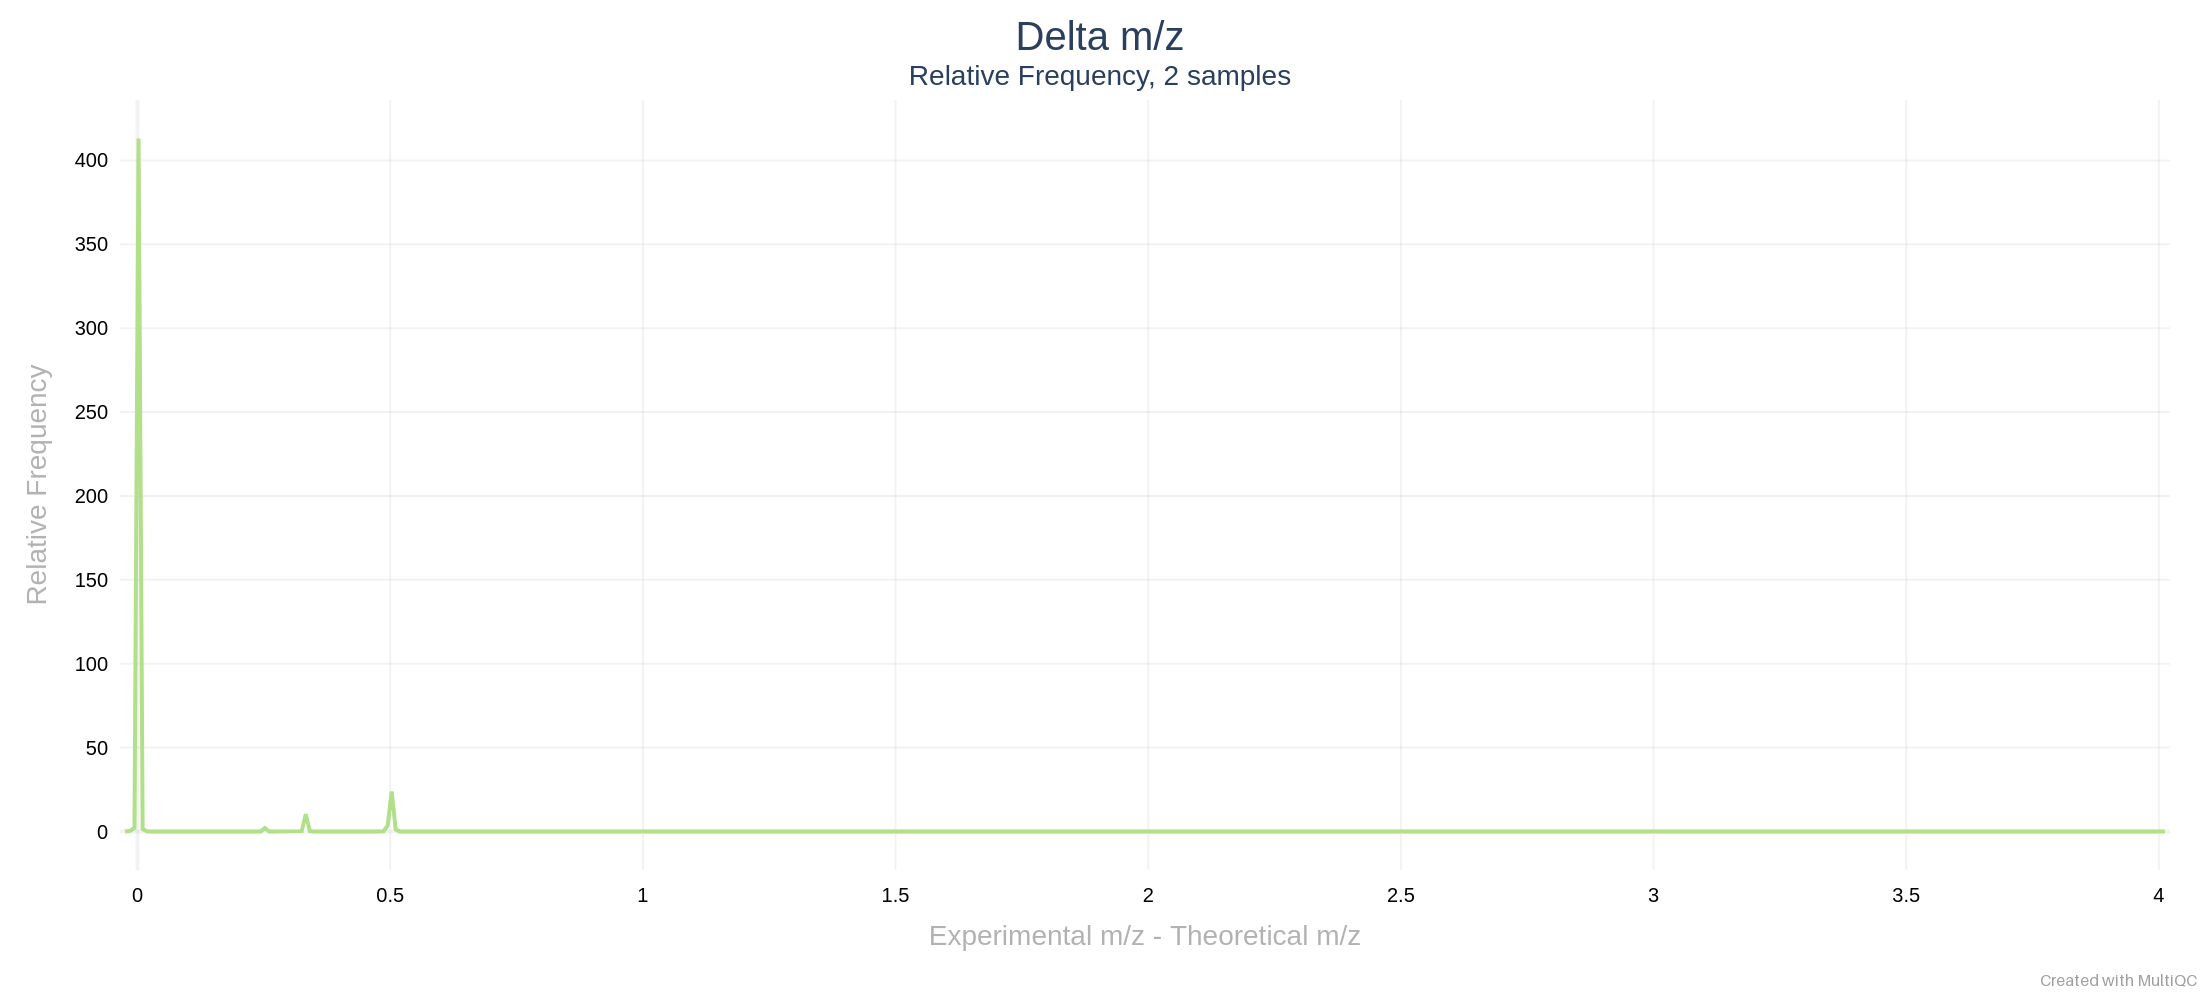 Delta m/z
Relative Frequency, 2 samples
Relative Frequency
400
350
300
250
200
150
100
50
0
0 0.5 1 1.5 2 2.5 3 3.5 4
Experimental m/z - Theoretical m/z
Created with MultiQC